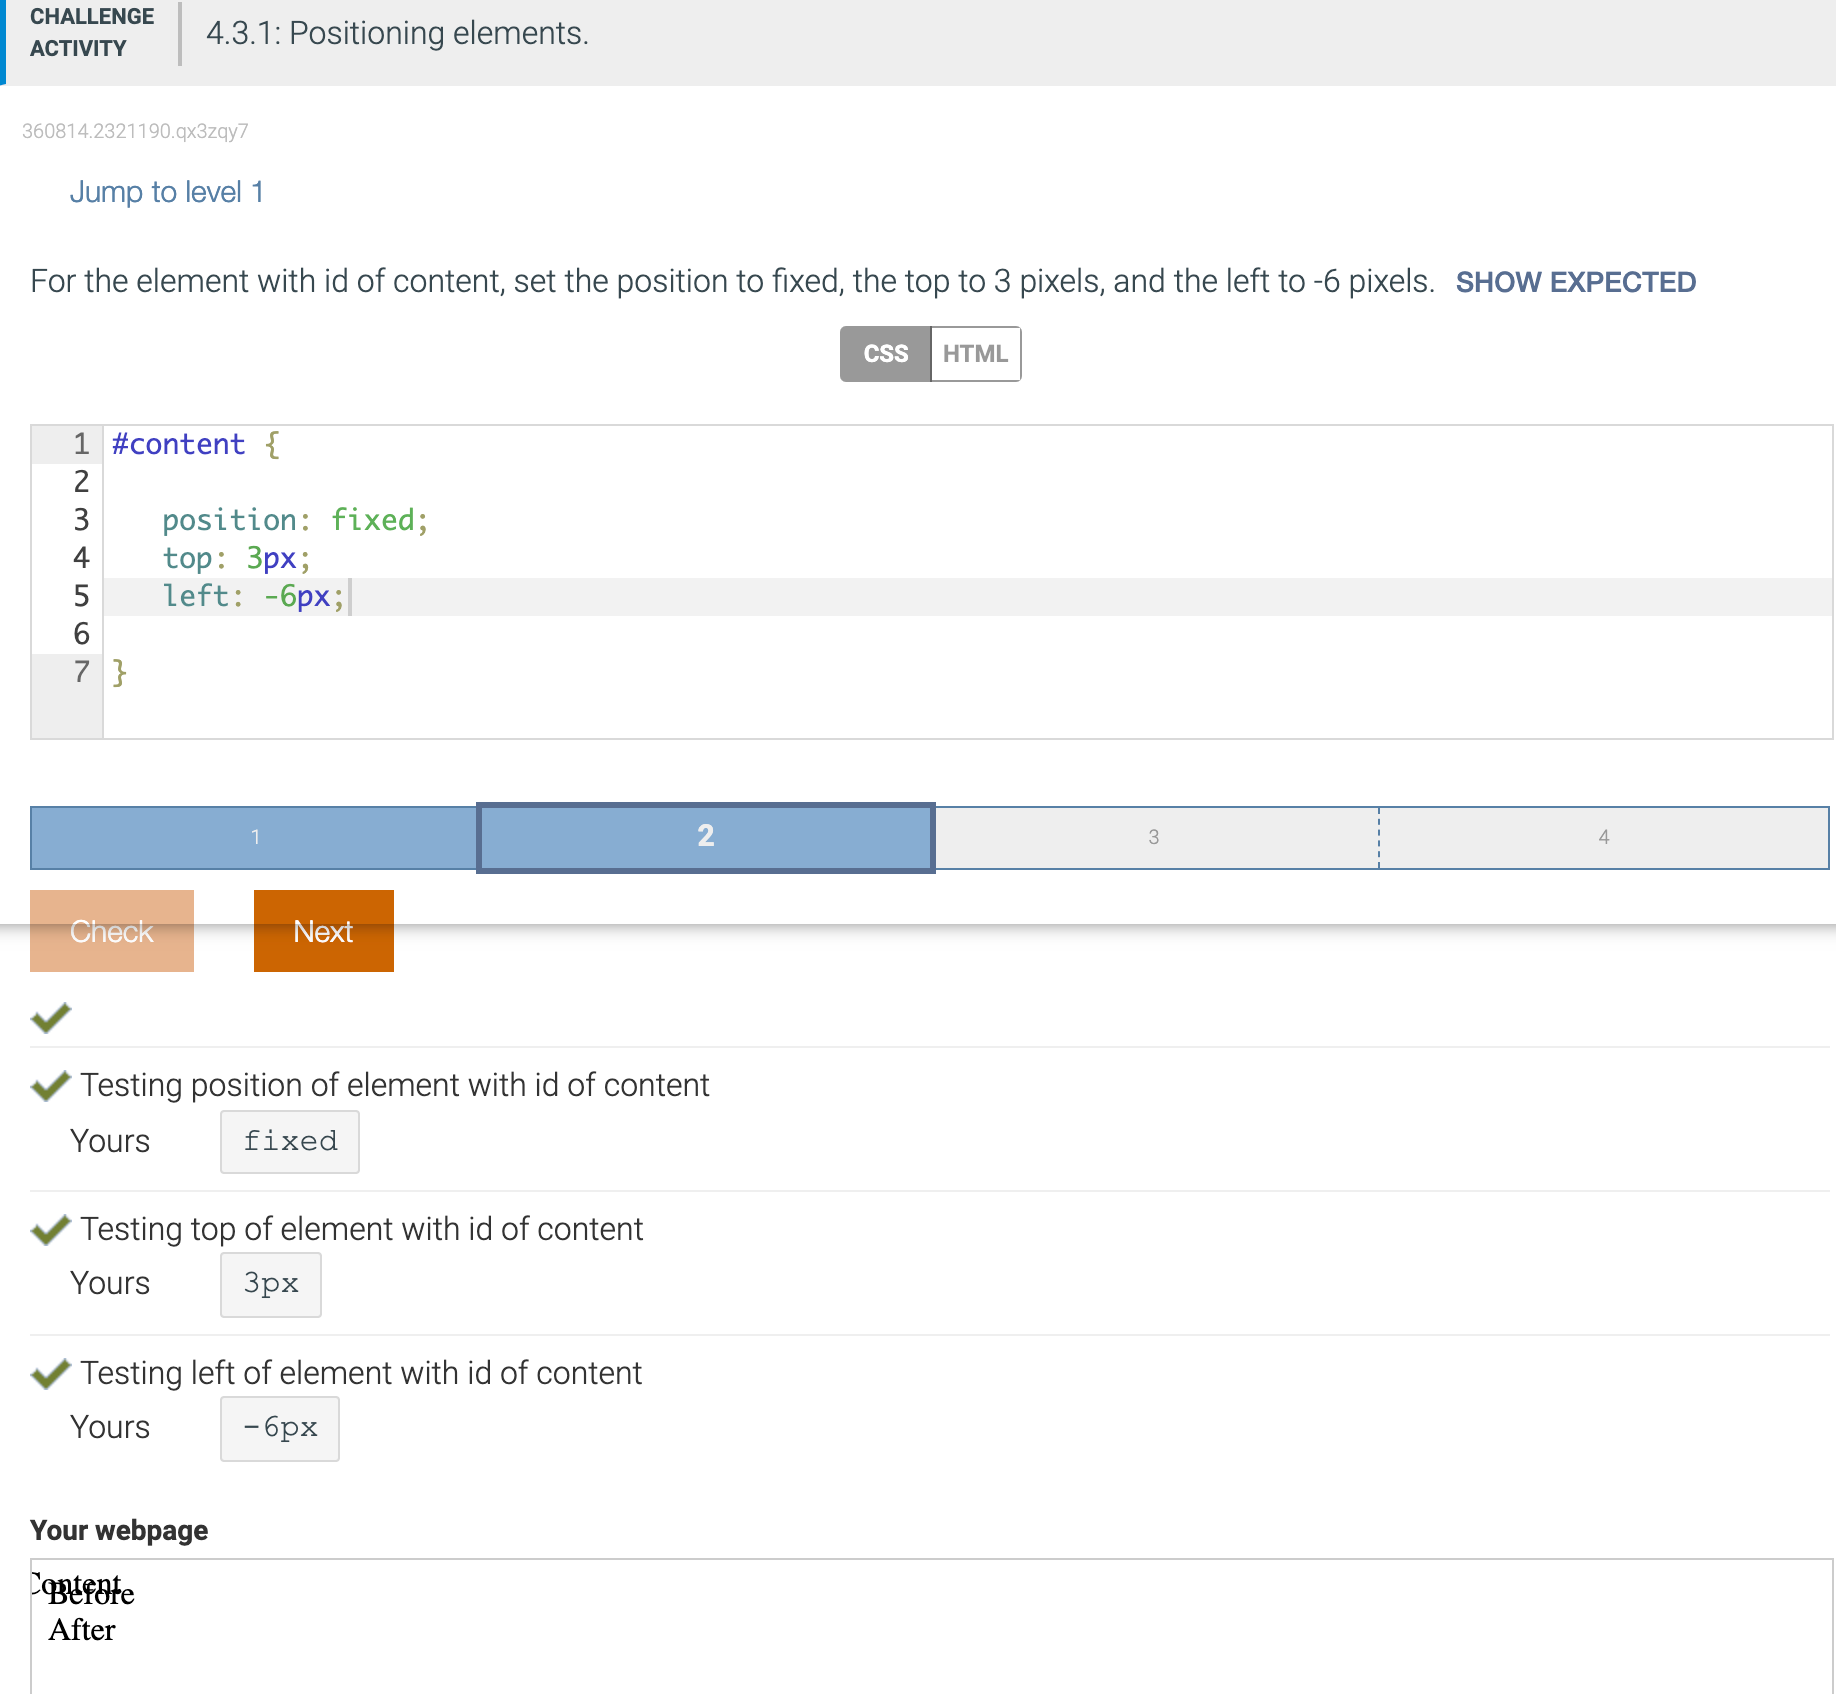 CHALLENGE
ACTIVITY
4.3.1: Positioning elements.
360814.2321190.qx3zqy7
Jump to level 1
For the element with id of content, set the position to fixed, the top to 3 pixels, and the left to -6 pixels. SHOW EXPECTED
CSS HTML
1 #content {
2
3 position: fixed;
4 top: 3px;
5 left: -6px;
6
7 }
1 2 3 4
Check Next
Testing position of element with id of content
Yours fixed
Testing top of element with id of content
Yours 3px
Testing left of element with id of content
Yours -6px
Your webpage
Content
Before
After